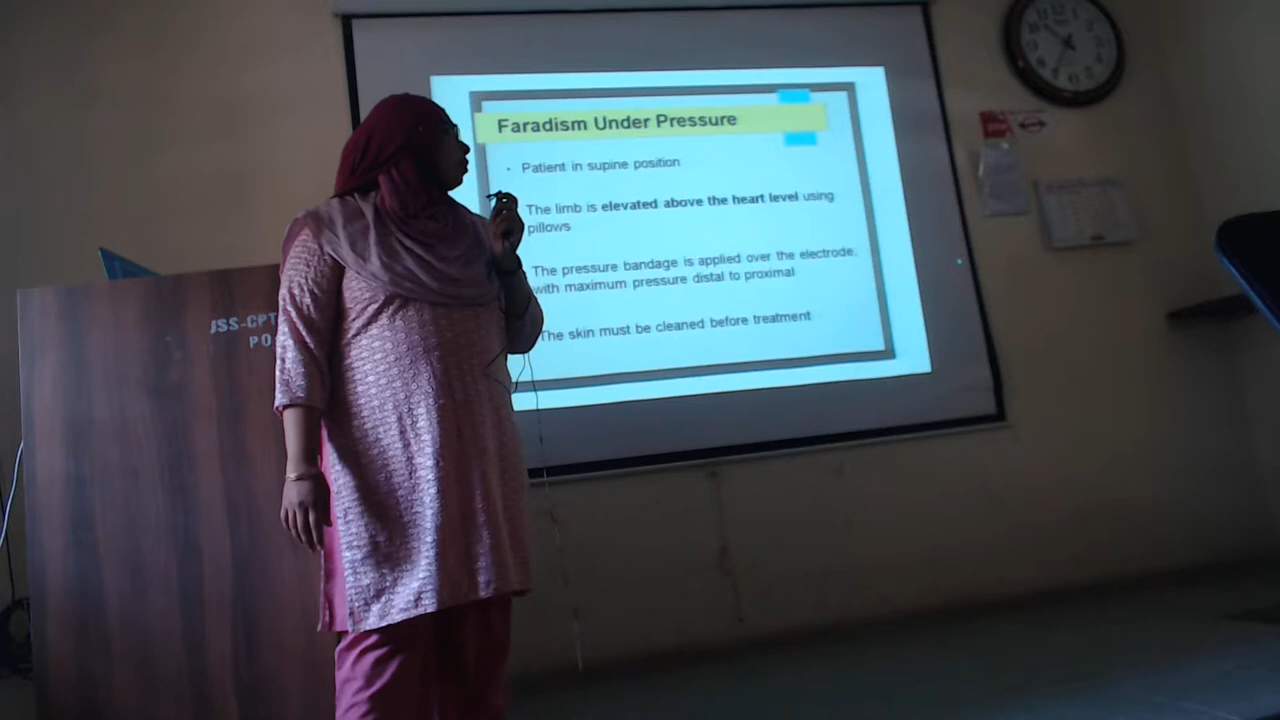 Faradism Under Pressure
• Patient in supine position
The limb is elevated above the heart level using
pillows
The pressure bandage is applied over the electrode.
with maximum pressure distal to proximal
The skin must be cleaned before treatment
JSS-CPT
PO